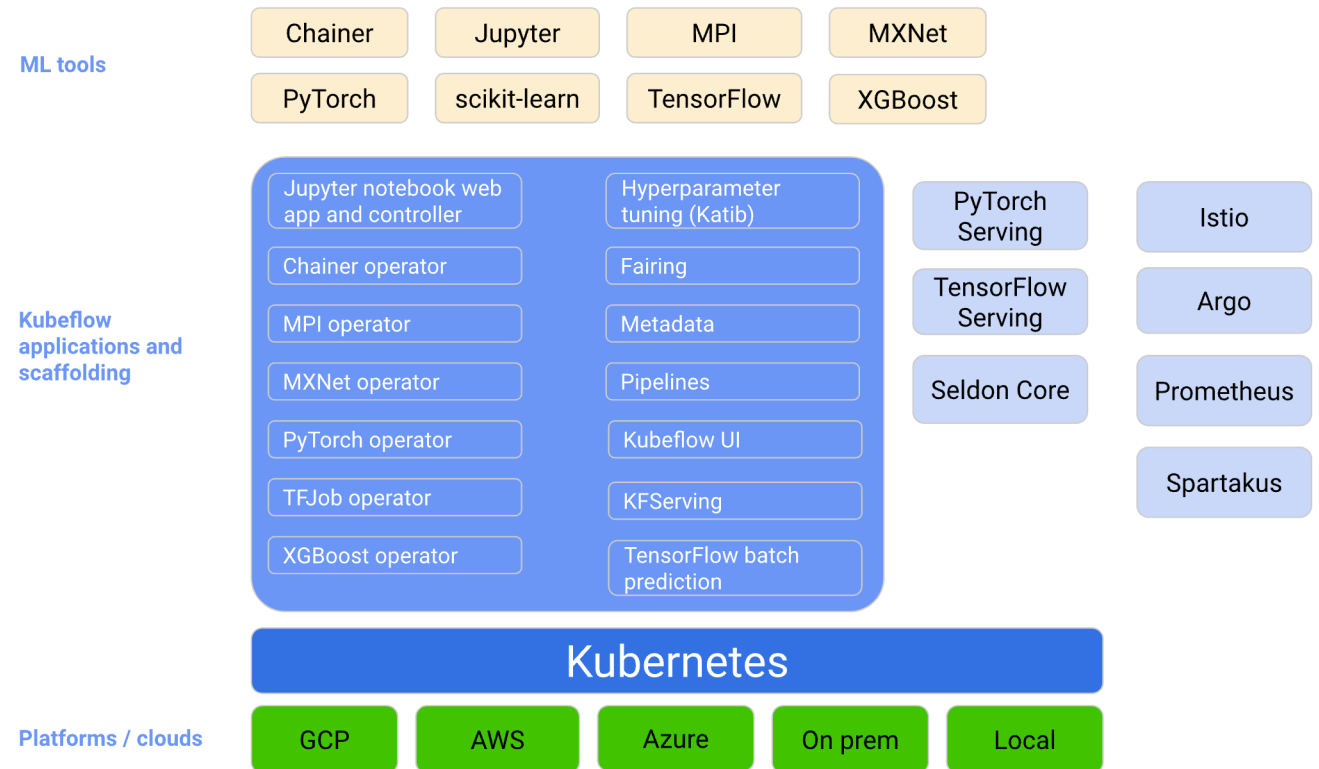 ML tools
Chainer
Jupyter
MPI
MXNet
PyTorch
scikit-learn
TensorFlow
XGBoost
Kubeflow
applications and
scaffolding
Jupyter notebook web
app and controller
Chainer operator
MPI operator
MXNet operator
PyTorch operator
TFJob operator
XGBoost operator
Hyperparameter
tuning (Katib)
Fairing
Metadata
Pipelines
Kubeflow UI
KFServing
TensorFlow batch
prediction
PyTorch
Serving
TensorFlow
Serving
Seldon Core
Istio
Argo
Prometheus
Spartakus
Kubernetes
Platforms / clouds
GCP
AWS
Azure
On prem
Local